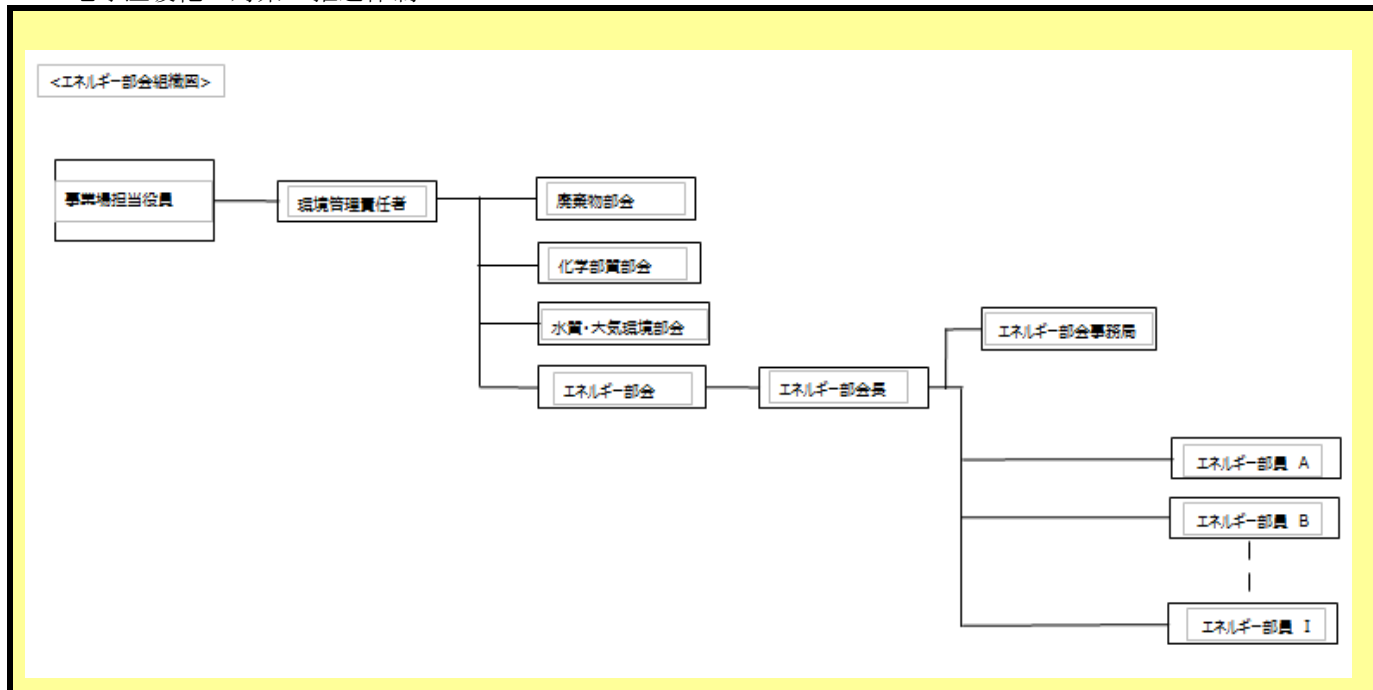 <エネルギー部会組織図>
事業場担当役員
環境管理責任者
廃棄物部会
化学部質部会
水質・大気環境部会
エネルギー部会
エネルギー部会長
エネルギー部会事務局
エネルギー部員 A
エネルギー部員 B
エネルギー部員 I